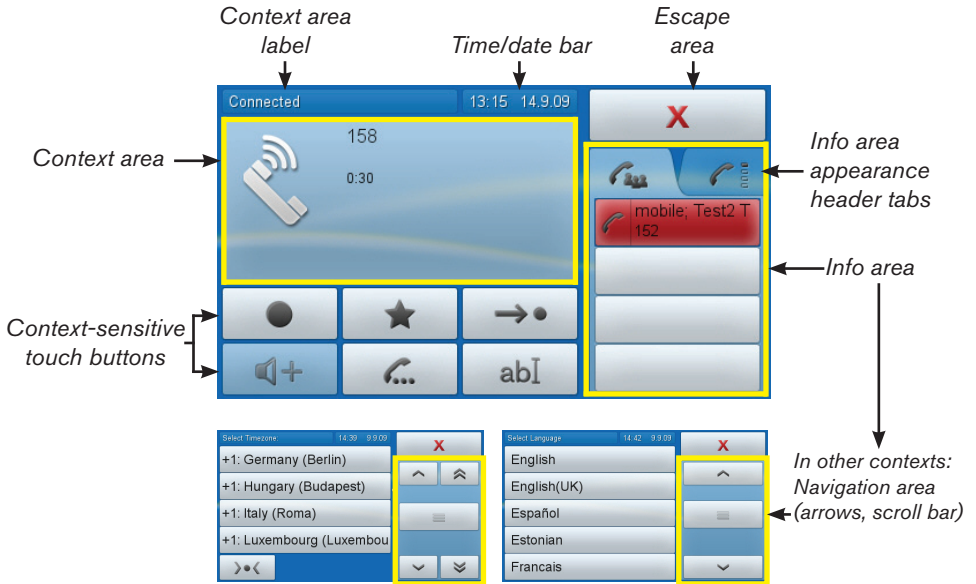 Context area
label
Time/date bar
Escape
area
Connected
13:15 14.9.09
X
Context area
158
0:30
Info area
appearance
header tabs
mobile; Test2 T
152
Info area
Context-sensitive
touch buttons
abI
Select Timezone:
14:39 9.9.09
X
+1: Germany (Berlin)
+1: Hungary (Budapest)
+1: Italy (Roma)
+1: Luxembourg (Luxembou
Select Language
14:42 9.9.09
X
English
English(UK)
Español
Estonian
Francais
In other contexts:
Navigation area
(arrows, scroll bar)